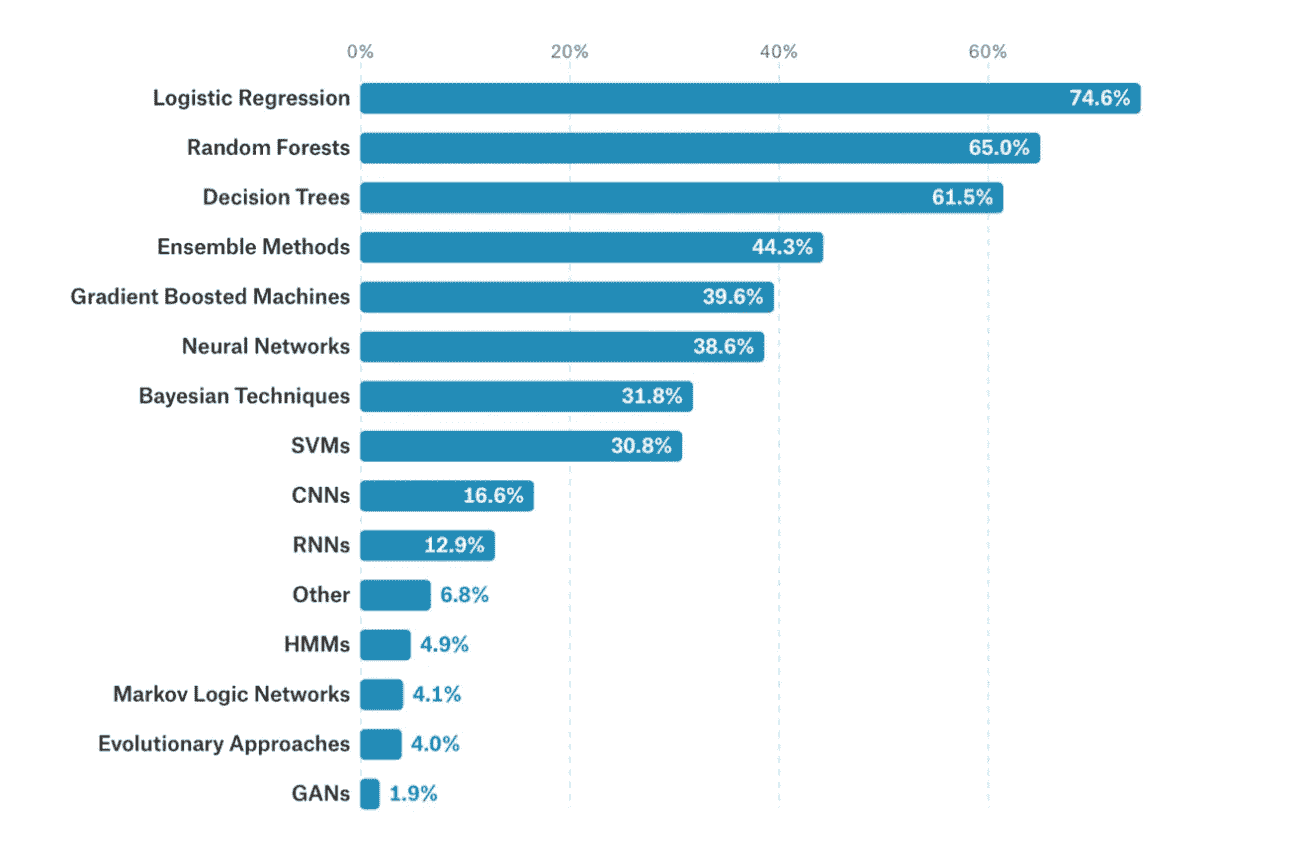 0% 20% 40% 60%
Logistic Regression 74.6%
Random Forests 65.0%
Decision Trees 61.5%
Ensemble Methods 44.3%
Gradient Boosted Machines 39.6%
Neural Networks 38.6%
Bayesian Techniques 31.8%
SVMs 30.8%
CNNs 16.6%
RNNs 12.9%
Other 6.8%
HMMs 4.9%
Markov Logic Networks 4.1%
Evolutionary Approaches 4.0%
GANs 1.9%